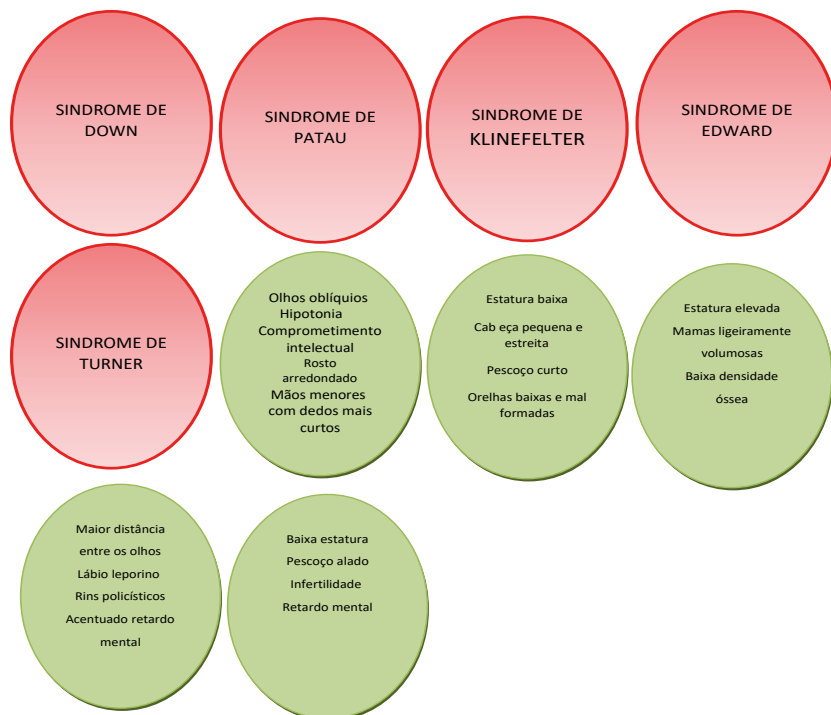 SINDROME DE
DOWN
SINDROME DE
PATAU
SINDROME DE
KLINEFELTER
SINDROME DE
EDWARD
SINDROME DE
TURNER
Olhos oblíquios
Hipotonia
Comprometimento
intelectual
Rosto
arredondado
Mãos menores
com dedos mais
curtos
Estatura baixa
Cab eça pequena e
estreita
Pescoço curto
Orelhas baixas e mal
formadas
Estatura elevada
Mamas ligeiramente
volumosas
Baixa densidade
óssea
Maior distância
entre os olhos
Lábio leporino
Rins policísticos
Acentuado retardo
mental
Baixa estatura
Pescoço alado
Infertilidade
Retardo mental